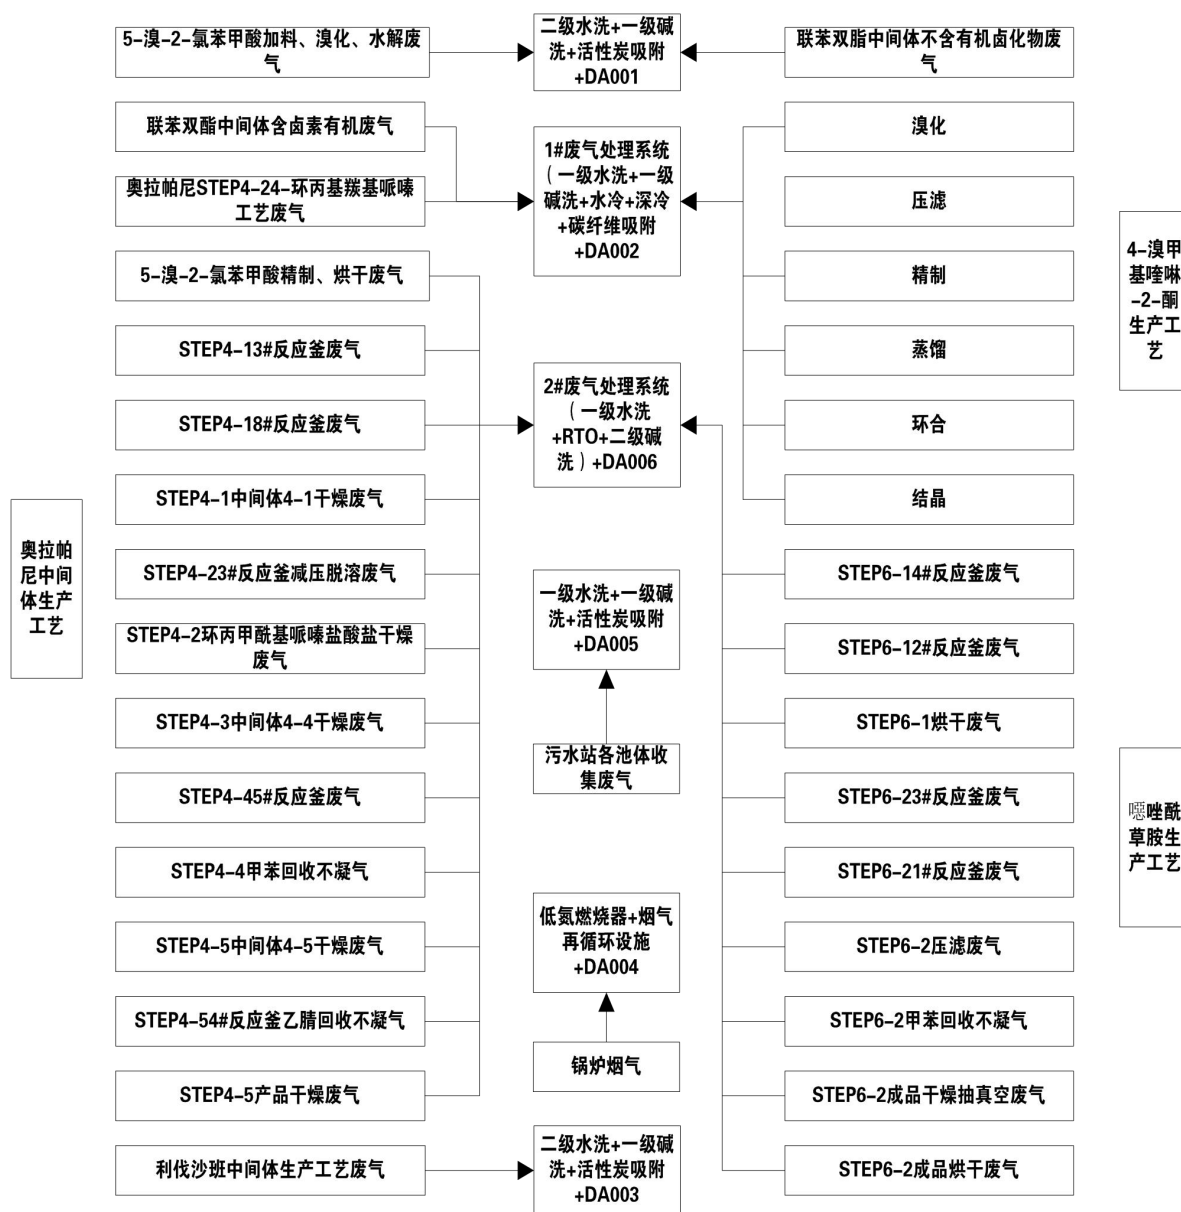 5-溴-2-氯苯甲酸加料、溴化、水解废
气
二级水洗+一级碱
洗+活性炭吸附
+DA001
联苯双脂中间体不含有机卤化物废
气
联苯双酯中间体含卤素有机废气
奥拉帕尼STEP4-24-环丙基羰基哌嗪
工艺废气
1#废气处理系统
（一级水洗+一级
碱洗+水冷+深冷
+碳纤维吸附
+DA002
溴化
压滤
精制
蒸馏
环合
结晶
4-溴甲
基喹啉
-2-酮
生产工
艺
5-溴-2-氯苯甲酸精制、烘干废气
STEP4-13#反应釜废气
STEP4-18#反应釜废气
STEP4-1中间体4-1干燥废气
STEP4-23#反应釜减压脱溶废气
STEP4-2环丙甲酰基哌嗪盐酸盐干燥
废气
STEP4-3中间体4-4干燥废气
STEP4-45#反应釜废气
STEP4-4甲苯回收不凝气
STEP4-5中间体4-5干燥废气
STEP4-54#反应釜乙腈回收不凝气
STEP4-5产品干燥废气
利伐沙班中间体生产工艺废气
奥拉帕
尼中间
体生产
工艺
2#废气处理系统
（一级水洗
+RTO+二级碱
洗）+DA006
一级水洗+一级碱
洗+活性炭吸附
+DA005
污水站各池体收
集废气
低氮燃烧器+烟气
再循环设施
+DA004
锅炉烟气
二级水洗+一级碱
洗+活性炭吸附
+DA003
STEP6-14#反应釜废气
STEP6-12#反应釜废气
STEP6-1烘干废气
STEP6-23#反应釜废气
STEP6-21#反应釜废气
STEP6-2压滤废气
STEP6-2甲苯回收不凝气
STEP6-2成品干燥抽真空废气
STEP6-2成品烘干废气
噁唑酰
草胺生
产工艺